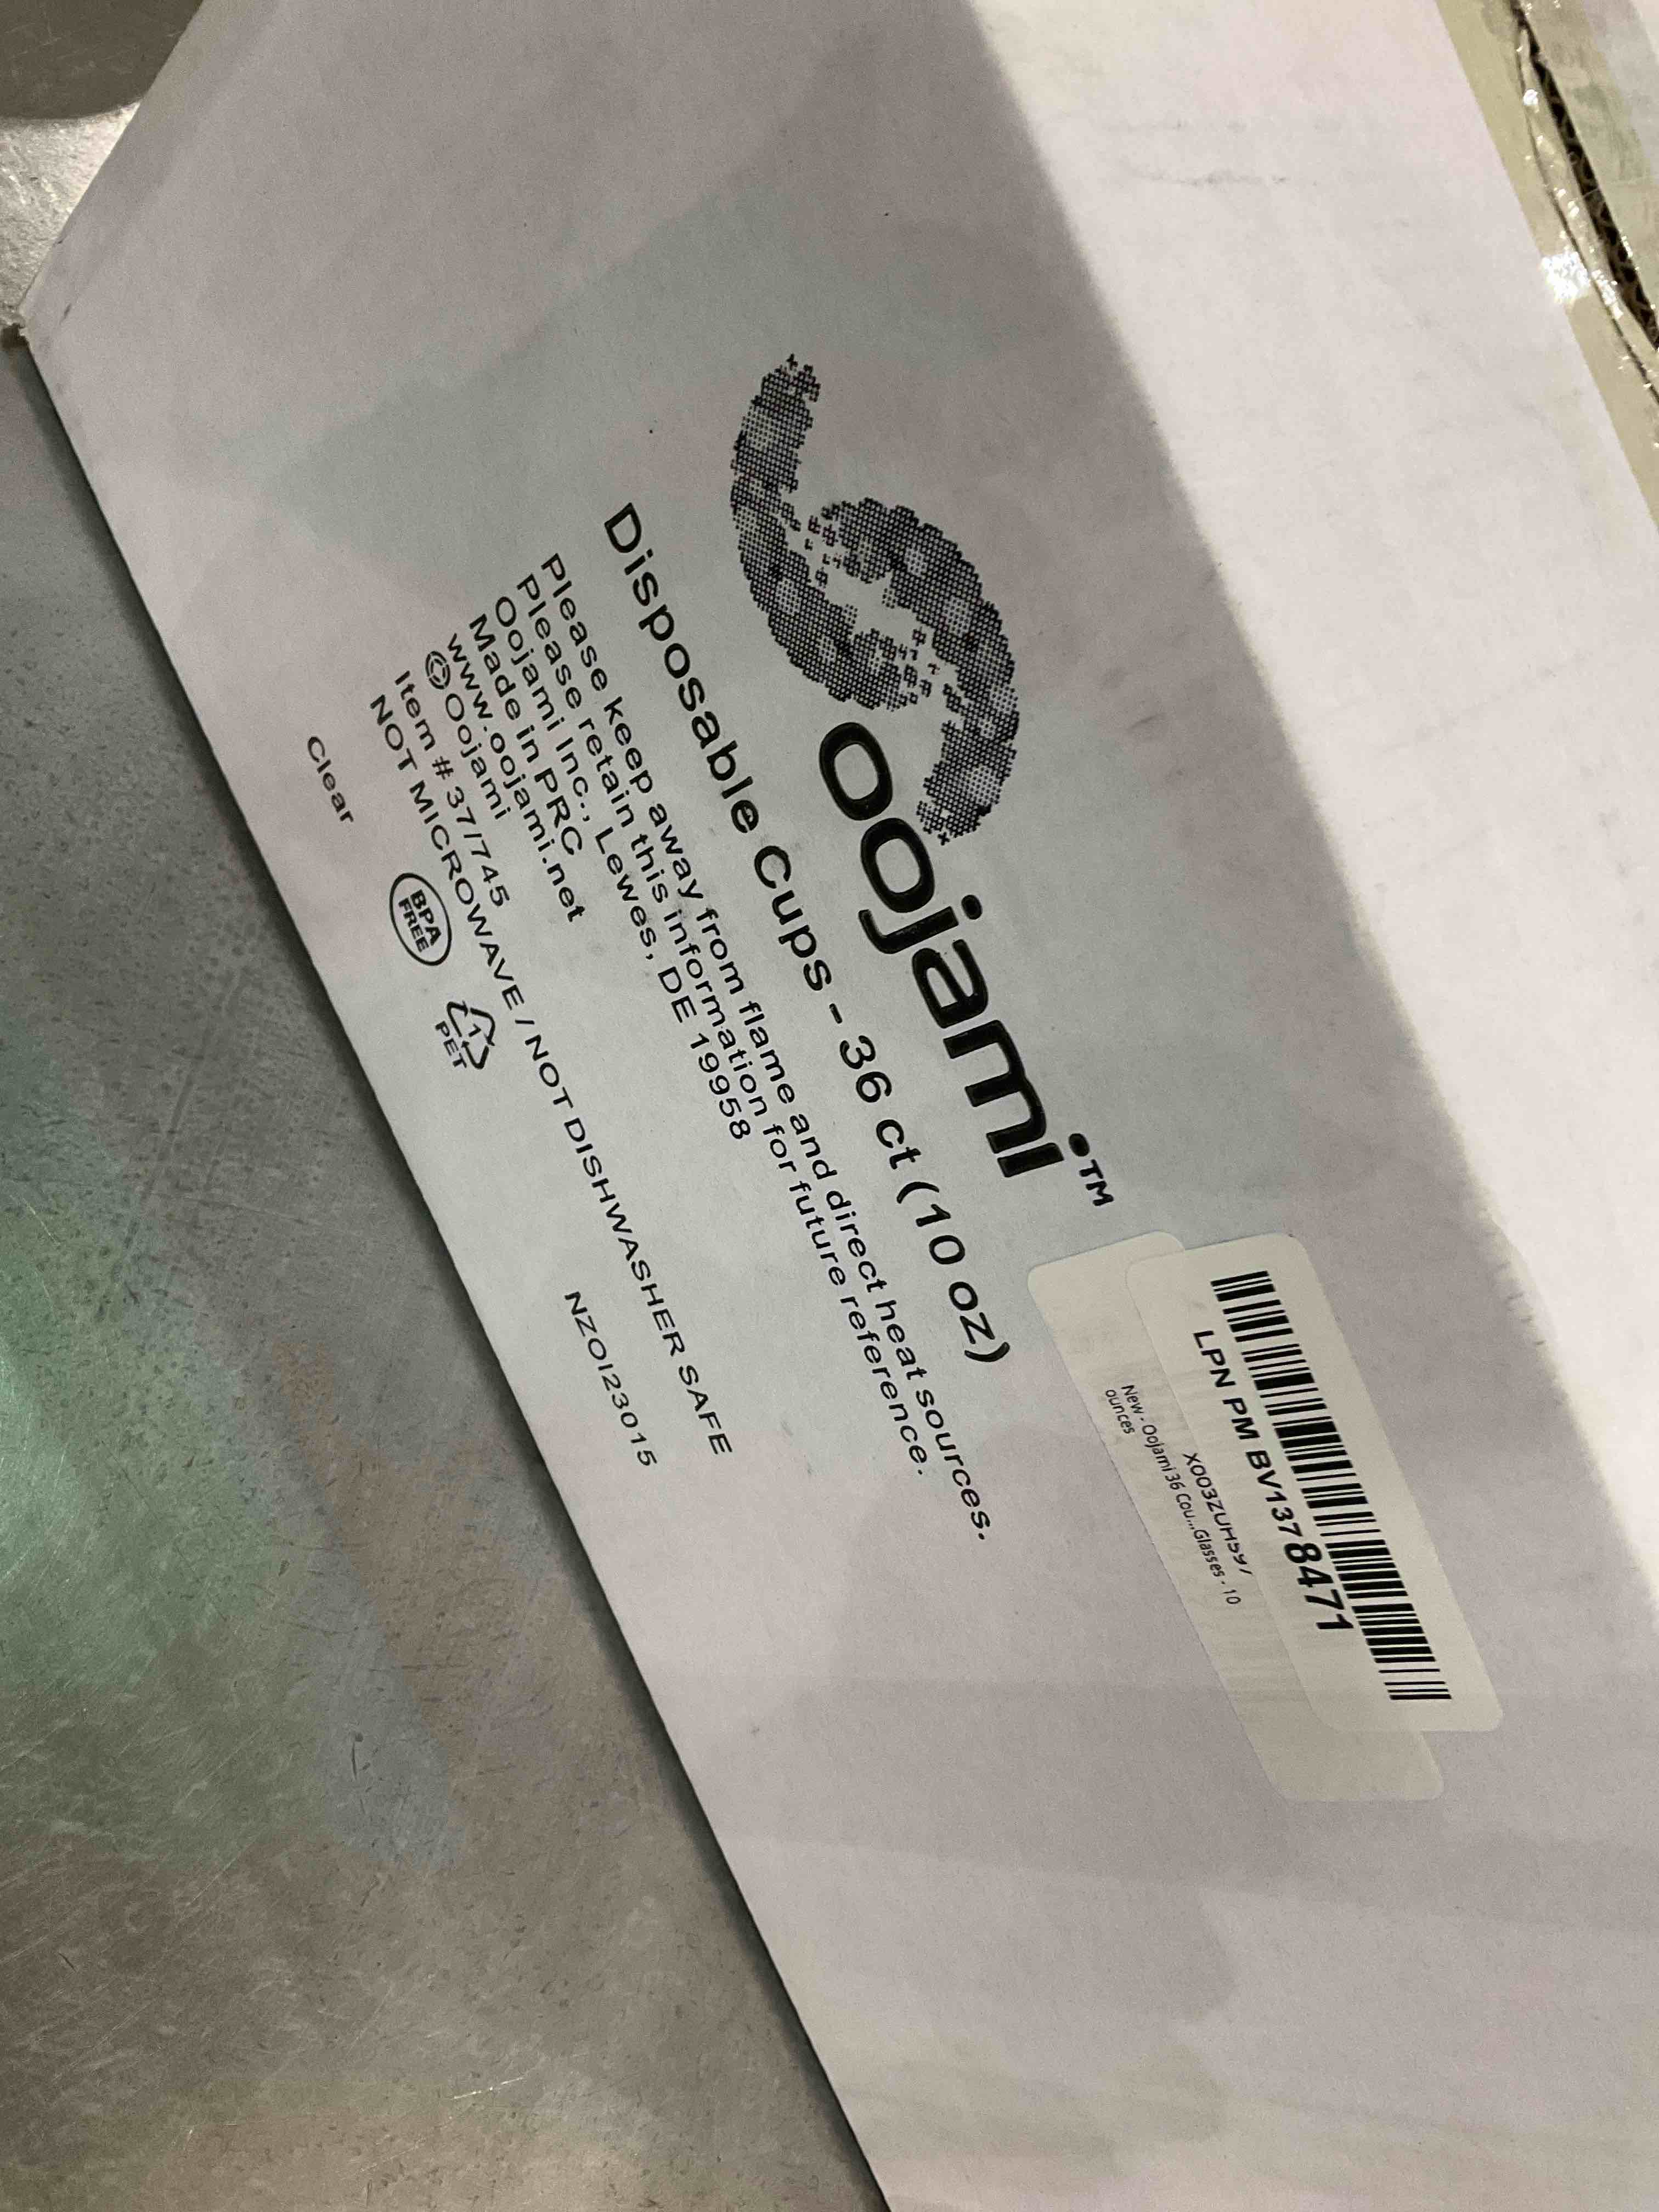 oojami™
Disposable Cups - 36 ct (10 oz)
Please keep away from flame and direct heat sources.
Please retain this information for future reference.
Oojami Inc., Lewes, DE 19958
Made in PRC
www.oojami.net
© Oojami
Item # 37/745
NOT MICROWAVE / NOT DISHWASHER SAFE
Clear
BPA
FREE
1
PET
NZOI23015
LPN PM BV1378471
New - Oojami 36 Cou...Glasses - 10
ounces